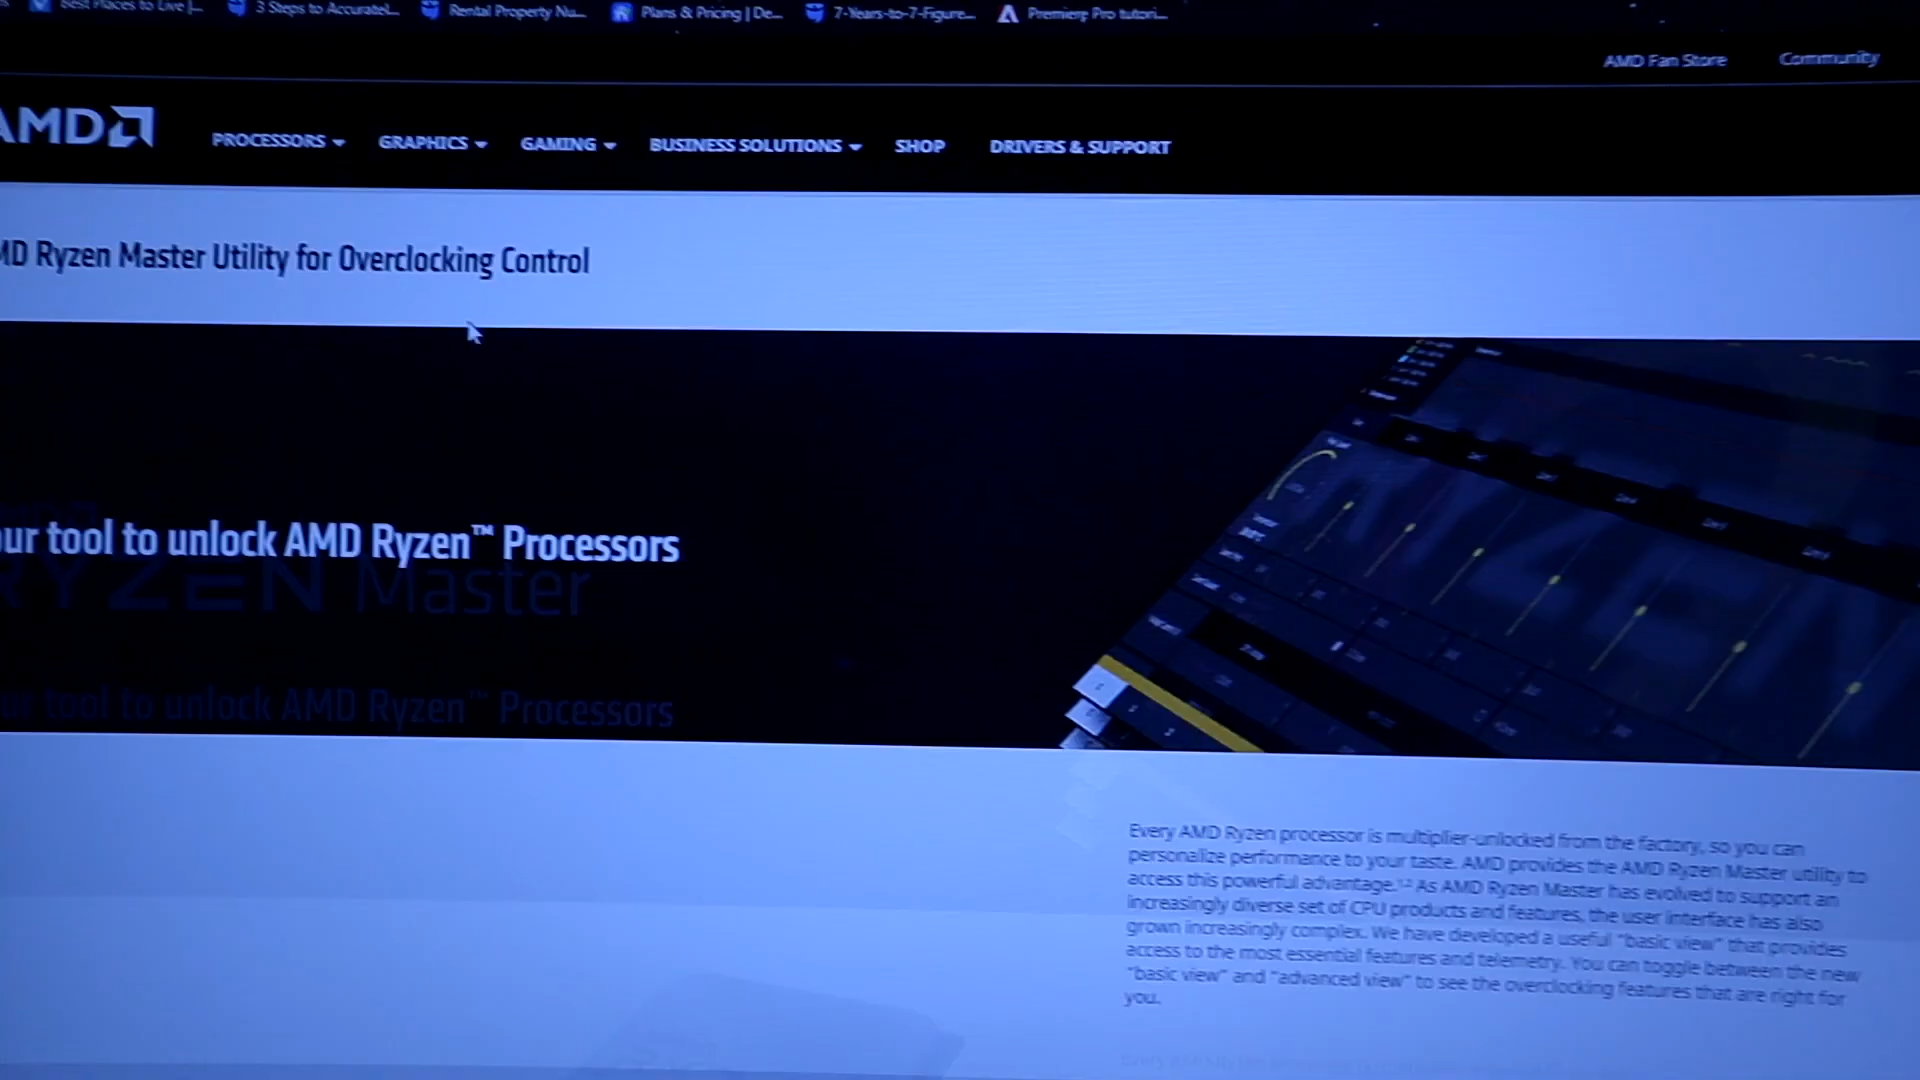 Best Places to Live |... 3 Steps to Accuratel... Rental Property Nu... Plans & Pricing | De... 7-Years-to-7-Figure... Premiere Pro tutori...
AMD Fan Store Community
AMD
PROCESSORS GRAPHICS GAMING BUSINESS SOLUTIONS SHOP DRIVERS & SUPPORT
MD Ryzen Master Utility for Overclocking Control
our tool to unlock AMD Ryzen™ Processors
RYZEN Master
our tool to unlock AMD Ryzen™ Processors
Every AMD Ryzen processor is multiplier-unlocked from the factory, so you can
personalize performance to your taste. AMD provides the AMD Ryzen Master utility to
access this powerful advantage.1,2 As AMD Ryzen Master has evolved to support an
increasingly diverse set of CPU products and features, the user interface has also
grown increasingly complex. We have developed a useful "basic view" that provides
access to the most essential features and telemetry. You can toggle between the new
"basic view" and "advanced view" to see the overclocking features that are right for
you.